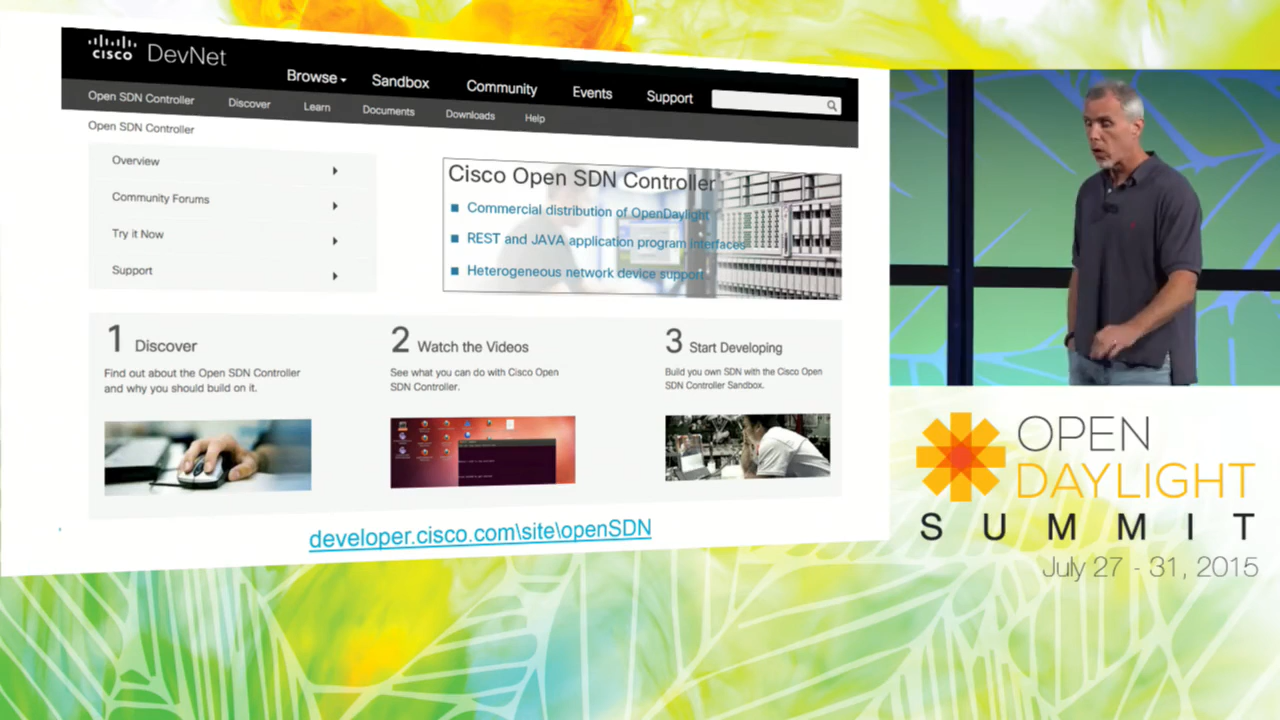 cisco DevNet
Browse Sandbox Community Events Support
Open SDN Controller Discover Learn Documents Downloads Help
Open SDN Controller
Overview
Community Forums
Try it Now
Support
Cisco Open SDN Controller
Commercial distribution of OpenDaylight
REST and JAVA application program interfaces
Heterogeneous network device support
1 Discover
Find out about the Open SDN Controller
and why you should build on it.
2 Watch the Videos
See what you can do with Cisco Open
SDN Controller.
3 Start Developing
Build you own SDN with the Cisco Open
SDN Controller Sandbox.
developer.cisco.com\site\openSDN
OPEN
DAYLIGHT
SUMMIT
July 27 - 31, 2015